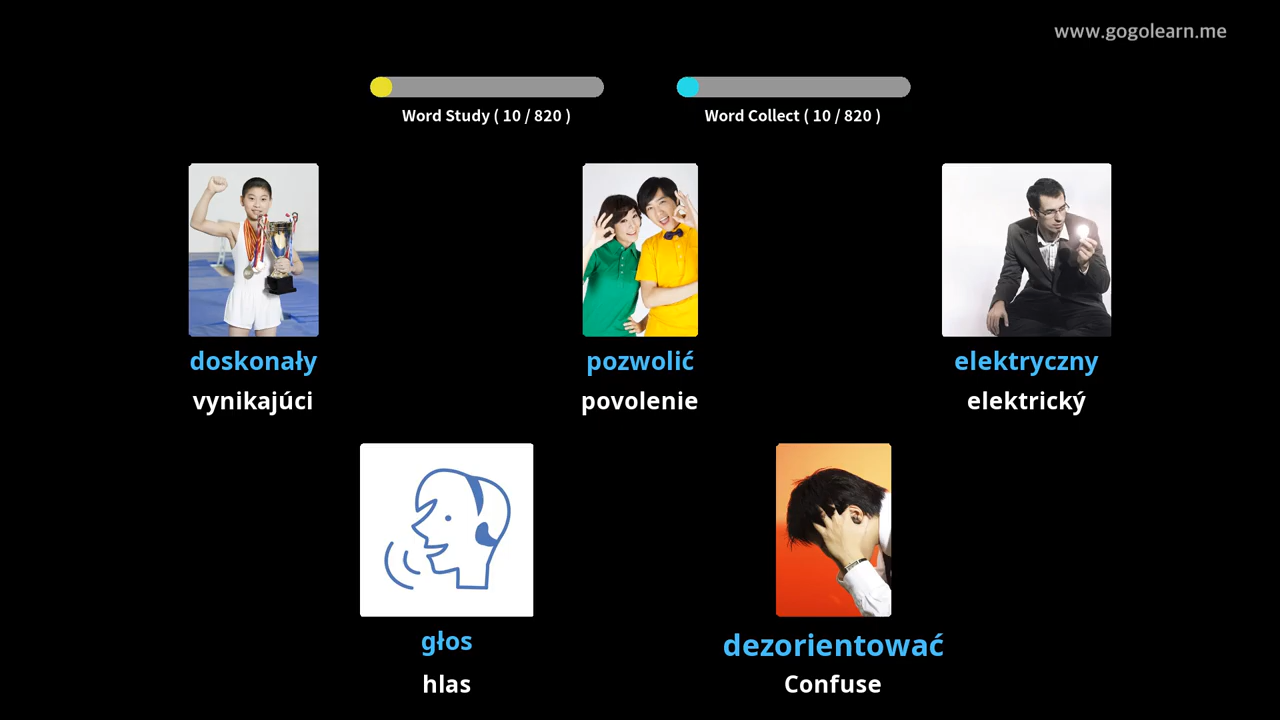 www.gogolearn.me
Word Study ( 10 / 820 )
Word Collect ( 10 / 820 )
doskonały
vynikajúci
pozwolić
povolenie
elektryczny
elektrický
głos
hlas
dezorientować
Confuse